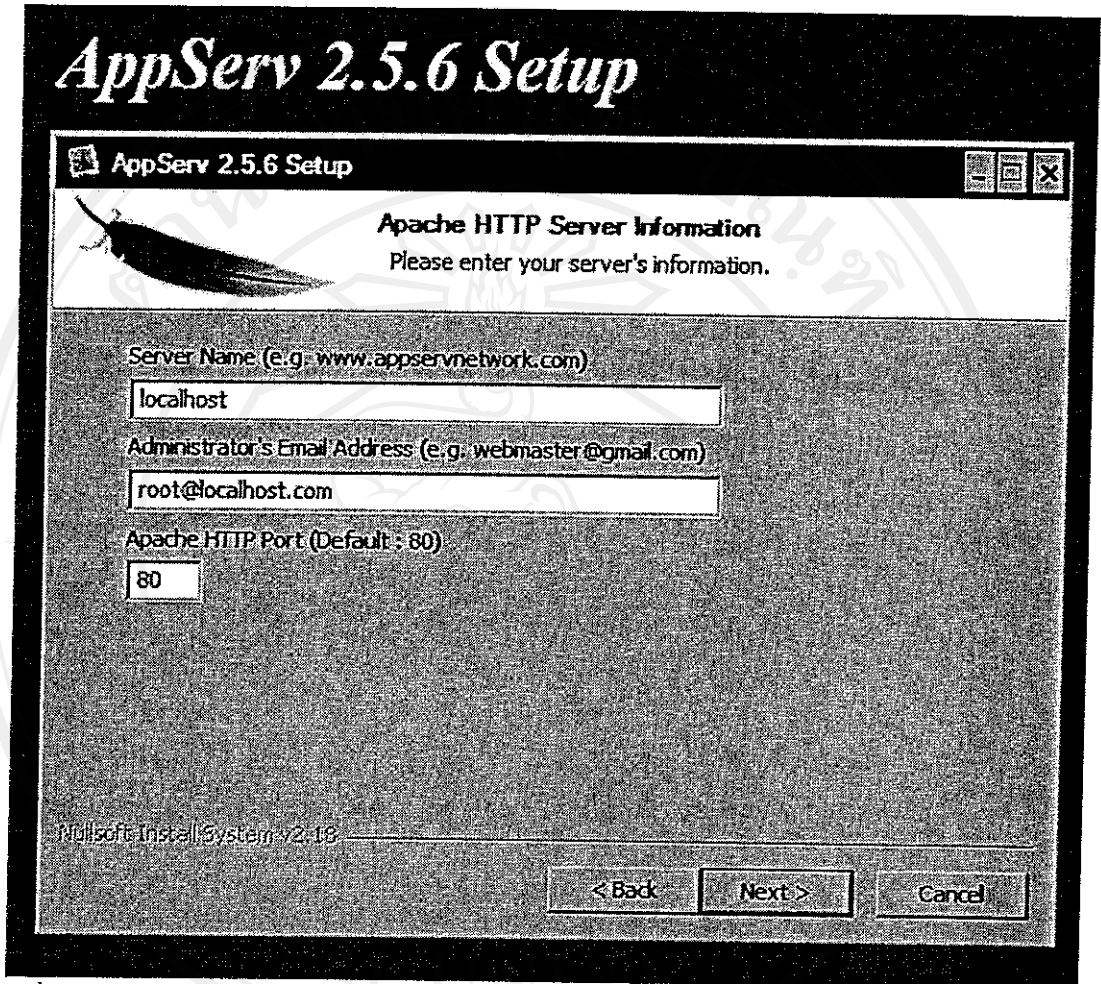 AppServ 2.5.6 Setup
AppServ 2.5.6 Setup
Apache HTTP Server Information
Please enter your server's information.
Server Name (e.g. www.appservnetwork.com)
localhost
Administrator's Email Address (e.g. webmaster@gmail.com)
root@localhost.com
Apache HTTP Port (Default : 80)
80
Nullsoft Install System v2.18
< Back Next > Cancel